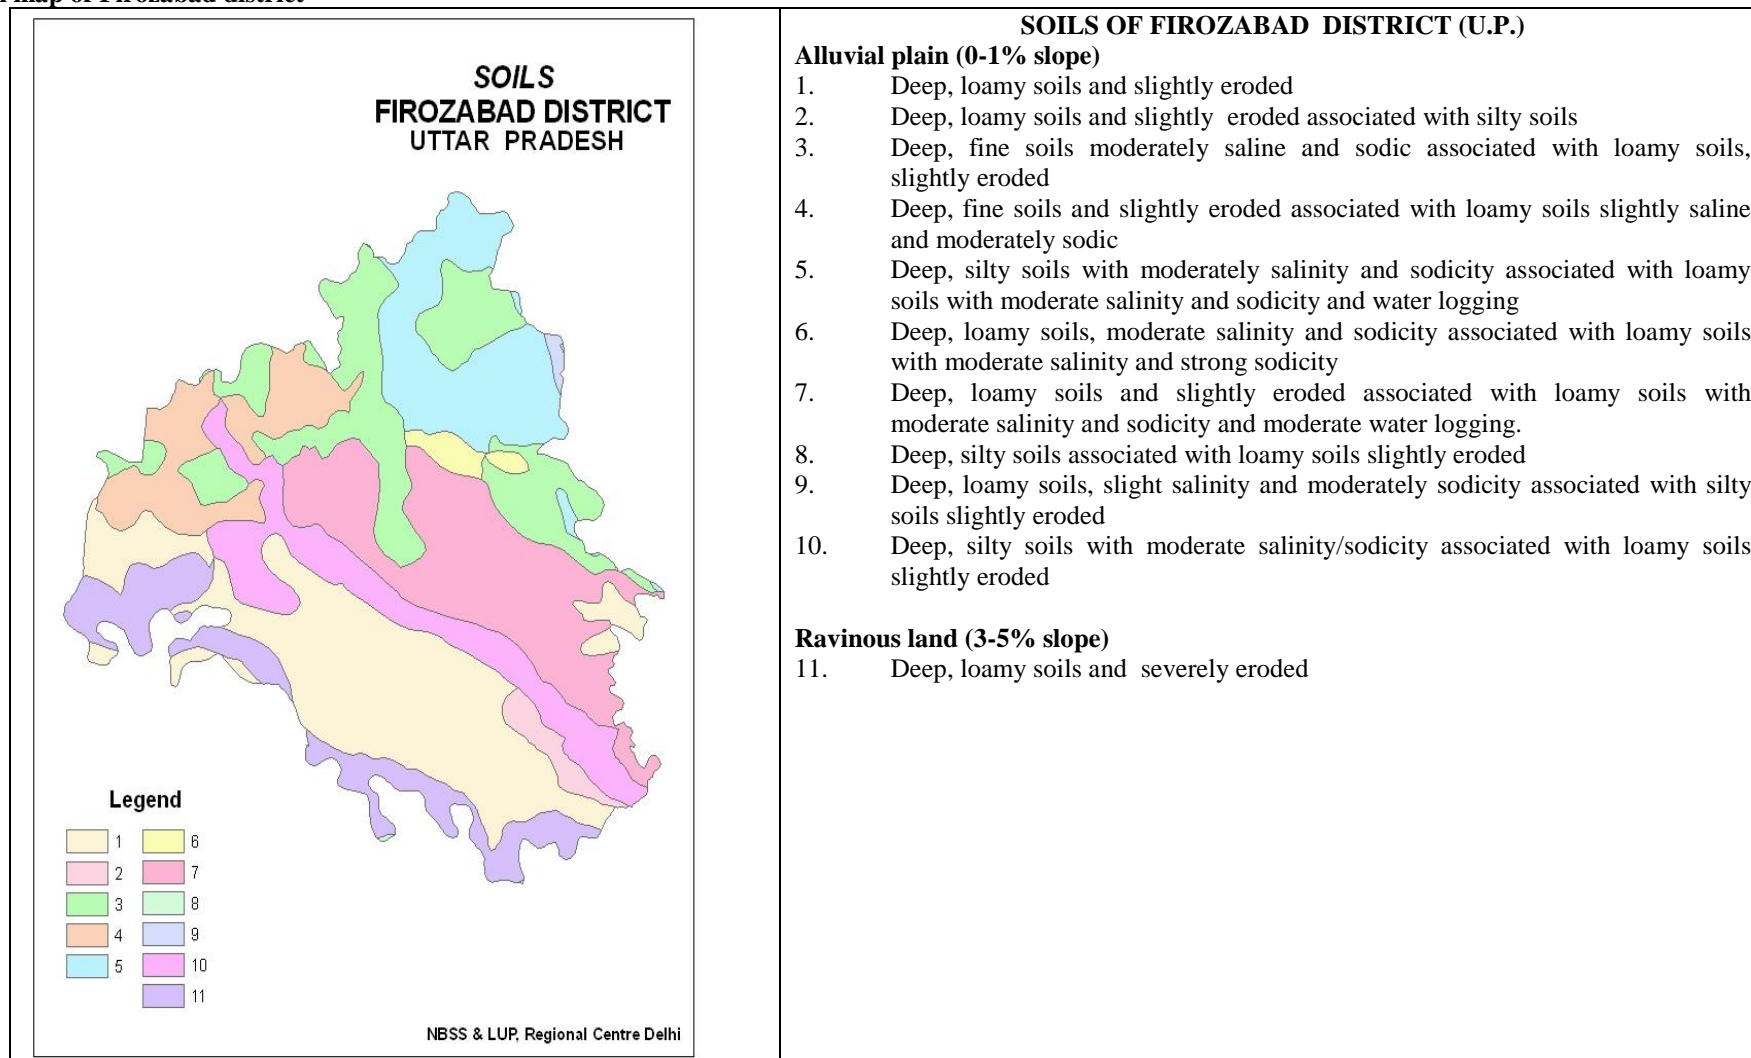 map of Firozabad district
SOILS
FIROZABAD DISTRICT
UTTAR PRADESH
Legend
1
2
3
4
5
6
7
8
9
10
11
NBSS & LUP, Regional Centre Delhi
SOILS OF FIROZABAD DISTRICT (U.P.)
Alluvial plain (0-1% slope)
1. Deep, loamy soils and slightly eroded
2. Deep, loamy soils and slightly eroded associated with silty soils
3. Deep, fine soils moderately saline and sodic associated with loamy soils,
slightly eroded
4. Deep, fine soils and slightly eroded associated with loamy soils slightly saline
and moderately sodic
5. Deep, silty soils with moderately salinity and sodicity associated with loamy
soils with moderate salinity and sodicity and water logging
6. Deep, loamy soils, moderate salinity and sodicity associated with loamy soils
with moderate salinity and strong sodicity
7. Deep, loamy soils and slightly eroded associated with loamy soils with
moderate salinity and sodicity and moderate water logging.
8. Deep, silty soils associated with loamy soils slightly eroded
9. Deep, loamy soils, slight salinity and moderately sodicity associated with silty
soils slightly eroded
10. Deep, silty soils with moderate salinity/sodicity associated with loamy soils
slightly eroded
Ravinous land (3-5% slope)
11. Deep, loamy soils and severely eroded